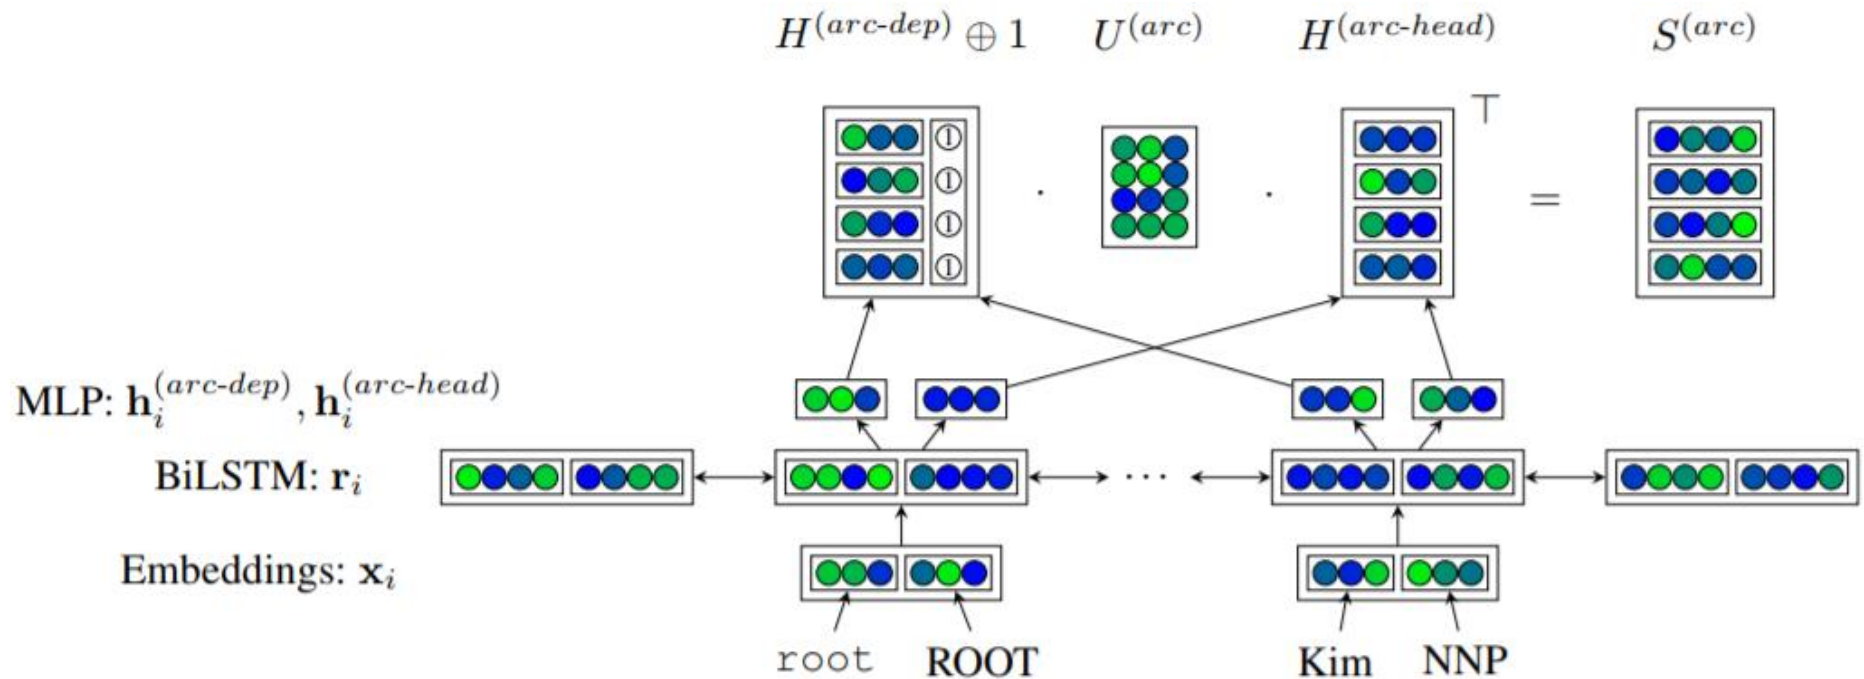 H^(arc-dep) ⊕ 1 U^(arc) H^(arc-head) S^(arc)
⊤
1
1
· · =
1
1
MLP: h_i^(arc-dep), h_i^(arc-head)
BiLSTM: r_i ···
Embeddings: x_i
root ROOT Kim NNP